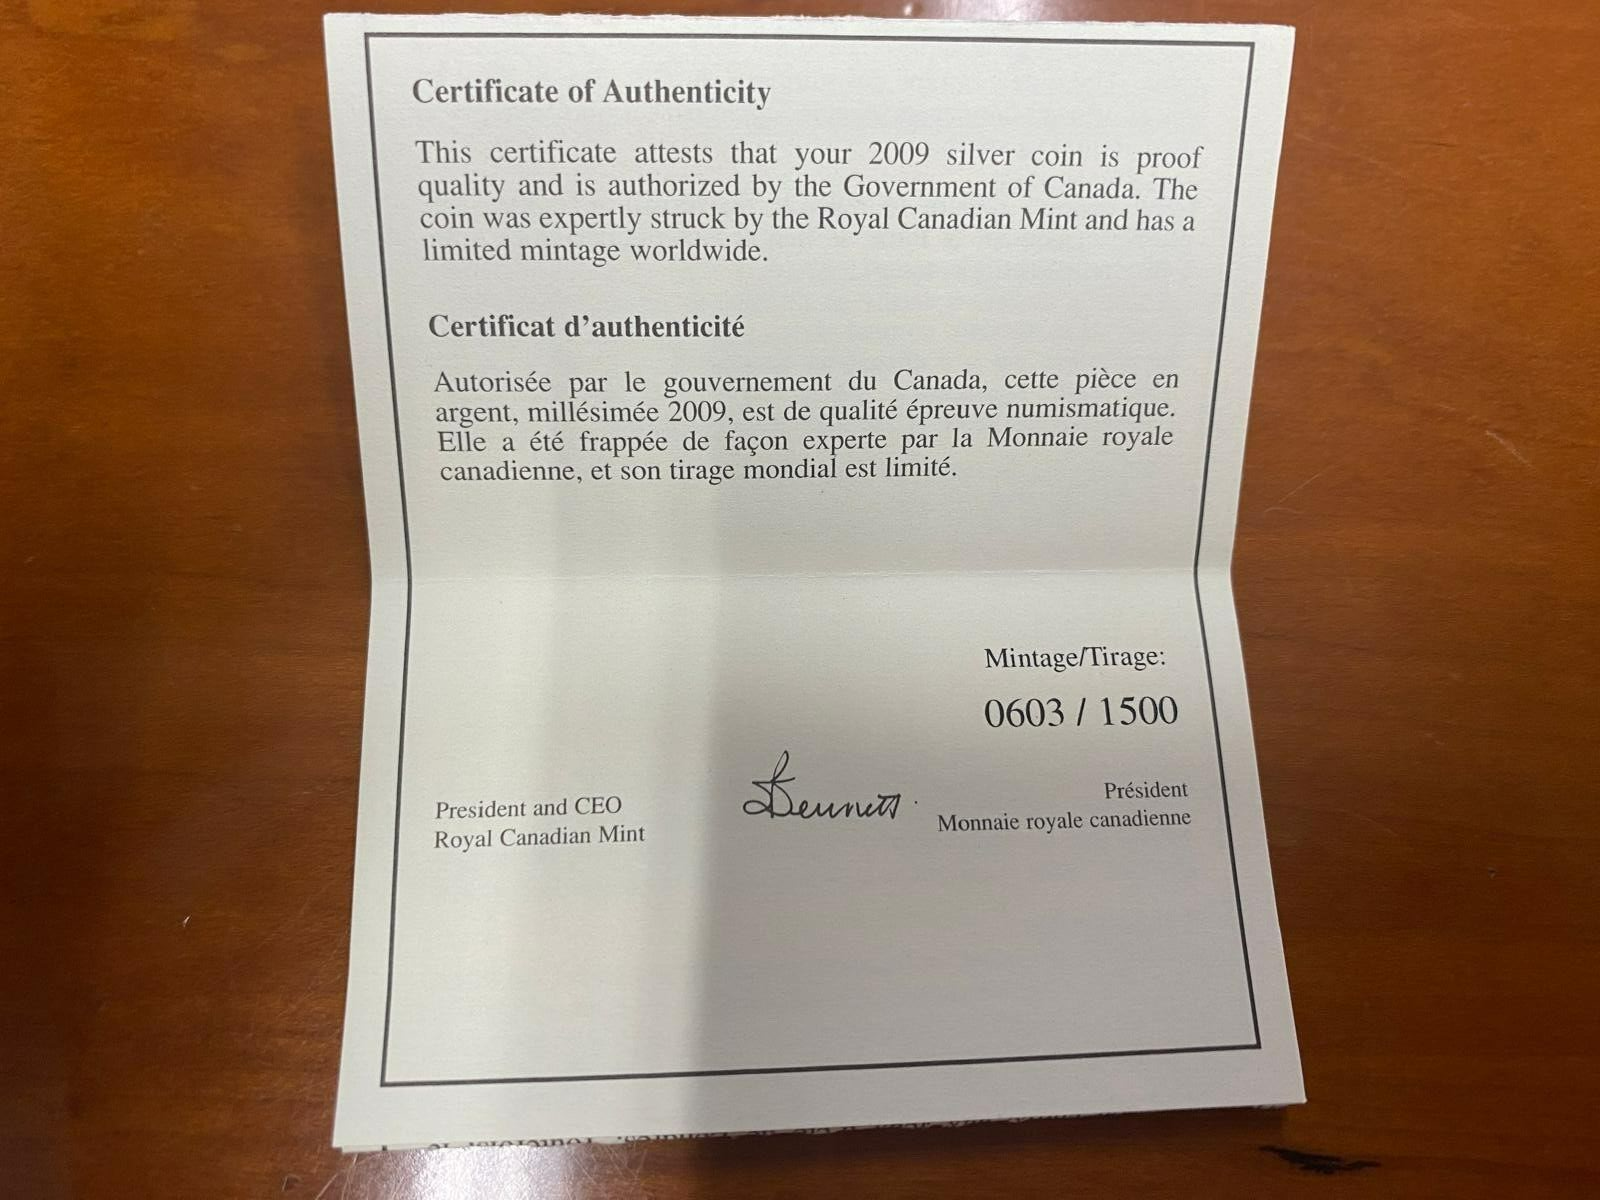 Certificate of Authenticity
This certificate attests that your 2009 silver coin is proof
quality and is authorized by the Government of Canada. The
coin was expertly struck by the Royal Canadian Mint and has a
limited mintage worldwide.
Certificat d’authenticité
Autorisée par le gouvernement du Canada, cette pièce en
argent, millésimée 2009, est de qualité épreuve numismatique.
Elle a été frappée de façon experte par la Monnaie royale
canadienne, et son tirage mondial est limité.
Mintage/Tirage:
0603 / 1500
President and CEO
Royal Canadian Mint
Bennett
Président
Monnaie royale canadienne